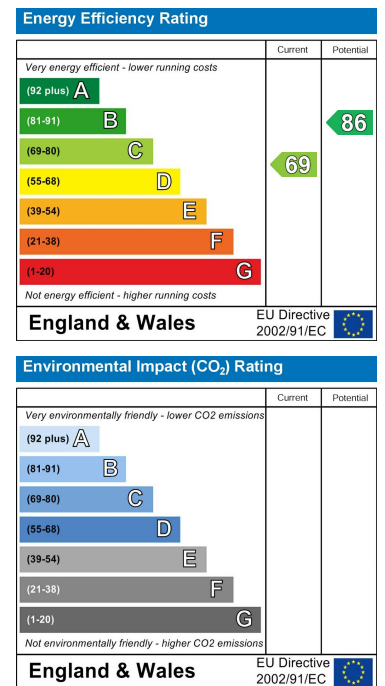 Energy Efficiency Rating
Current Potential
Very energy efficient - lower running costs
(92 plus) A
(81-91) B
86
(69-80) C
69
(55-68) D
(39-54) E
(21-38) F
(1-20) G
Not energy efficient - higher running costs
England & Wales
EU Directive
2002/91/EC
Environmental Impact (CO₂) Rating
Current Potential
Very environmentally friendly - lower CO2 emissions
(92 plus) A
(81-91) B
(69-80) C
(55-68) D
(39-54) E
(21-38) F
(1-20) G
Not environmentally friendly - higher CO2 emissions
England & Wales
EU Directive
2002/91/EC